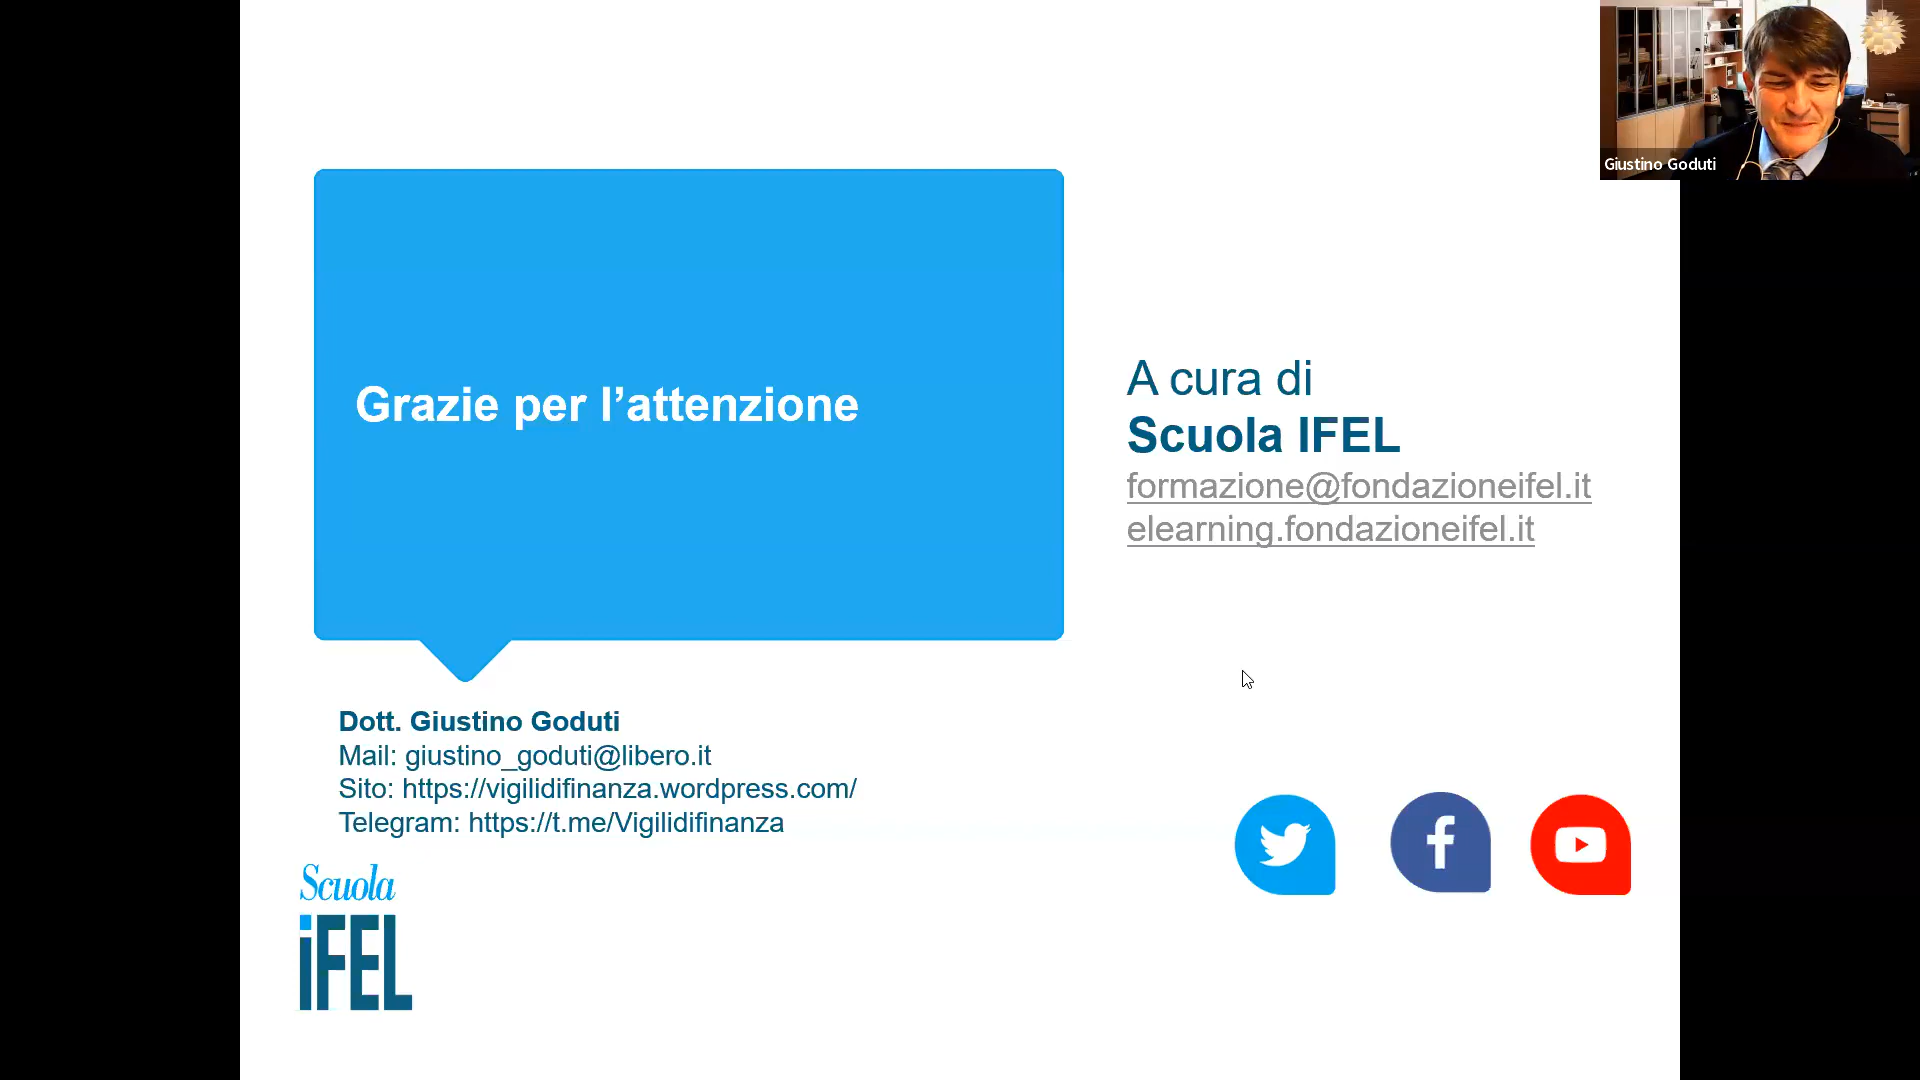 Giustino Goduti
Grazie per l’attenzione
A cura di
Scuola IFEL
formazione@fondazioneifel.it
elearning.fondazioneifel.it
Dott. Giustino Goduti
Mail: giustino_goduti@libero.it
Sito: https://vigilidifinanza.wordpress.com/
Telegram: https://t.me/Vigilidifinanza
Scuola
iFEL